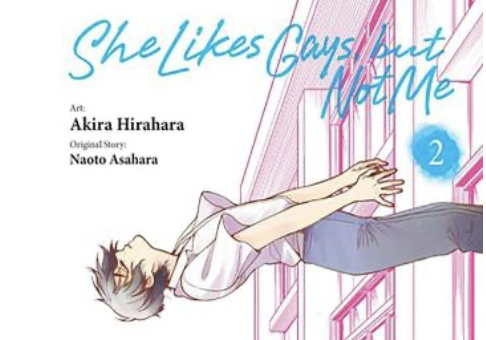 She Likes Gays, but
Not Me
Art:
Akira Hirahara
Original Story:
Naoto Asahara
2